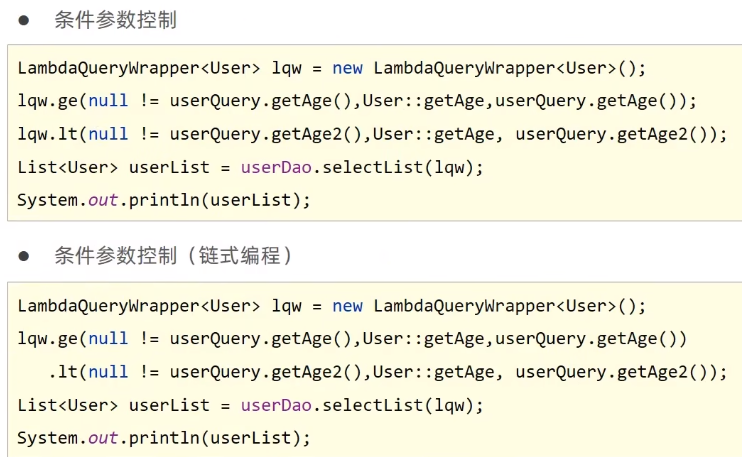 ● 条件参数控制
LambdaQueryWrapper<User> lqw = new LambdaQueryWrapper<User>();
lqw.ge(null != userQuery.getAge(),User::getAge,userQuery.getAge());
lqw.lt(null != userQuery.getAge2(),User::getAge, userQuery.getAge2());
List<User> userList = userDao.selectList(lqw);
System.out.println(userList);
● 条件参数控制（链式编程）
LambdaQueryWrapper<User> lqw = new LambdaQueryWrapper<User>();
lqw.ge(null != userQuery.getAge(),User::getAge,userQuery.getAge())
   .lt(null != userQuery.getAge2(),User::getAge, userQuery.getAge2());
List<User> userList = userDao.selectList(lqw);
System.out.println(userList);